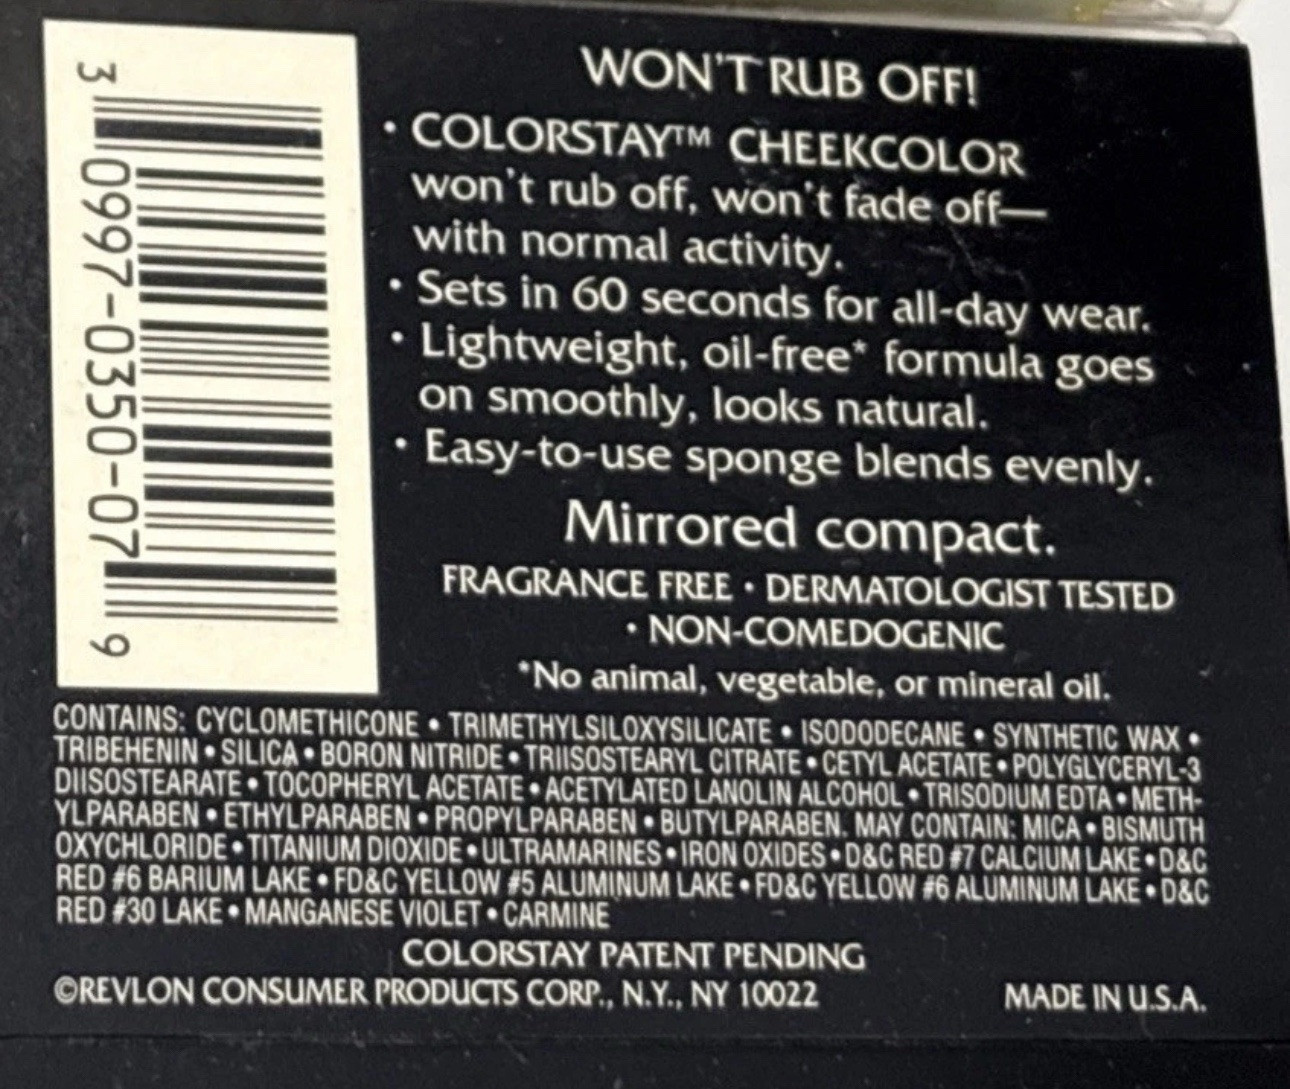 3 0997-0350-07 9
WON'T RUB OFF!
• COLORSTAY™ CHEEKCOLOR
won't rub off, won't fade off—
with normal activity.
• Sets in 60 seconds for all-day wear.
• Lightweight, oil-free* formula goes
on smoothly, looks natural.
• Easy-to-use sponge blends evenly.
Mirrored compact.
FRAGRANCE FREE • DERMATOLOGIST TESTED
• NON-COMEDOGENIC
*No animal, vegetable, or mineral oil.
CONTAINS: CYCLOMETHICONE • TRIMETHYLSILOXYSILICATE • ISODODECANE • SYNTHETIC WAX •
TRIBEHENIN • SILICA • BORON NITRIDE • TRIISOSTEARYL CITRATE • CETYL ACETATE • POLYGLYCERYL-3
DIISOSTEARATE • TOCOPHERYL ACETATE • ACETYLATED LANOLIN ALCOHOL • TRISODIUM EDTA • METH-
YLPARABEN • ETHYLPARABEN • PROPYLPARABEN • BUTYLPARABEN. MAY CONTAIN: MICA • BISMUTH
OXYCHLORIDE • TITANIUM DIOXIDE • ULTRAMARINES • IRON OXIDES • D&C RED #7 CALCIUM LAKE • D&C
RED #6 BARIUM LAKE • FD&C YELLOW #5 ALUMINUM LAKE • FD&C YELLOW #6 ALUMINUM LAKE • D&C
RED #30 LAKE • MANGANESE VIOLET • CARMINE
COLORSTAY PATENT PENDING
©REVLON CONSUMER PRODUCTS CORP., N.Y., NY 10022 MADE IN U.S.A.